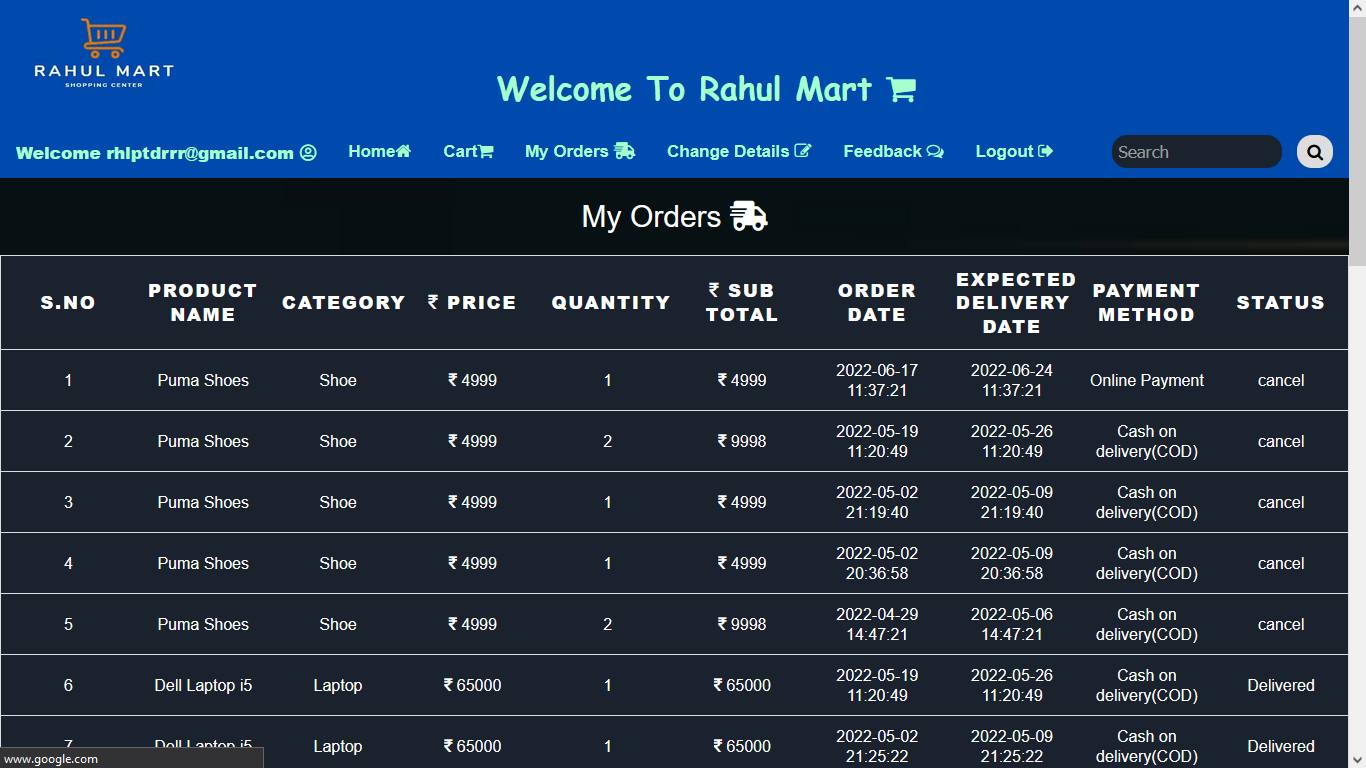 RAHUL MART
SHOPPING CENTER
Welcome To Rahul Mart
Welcome rhlptdrrr@gmail.com Home Cart My Orders Change Details Feedback Logout Search
My Orders
S.NO PRODUCT NAME CATEGORY ₹ PRICE QUANTITY ₹ SUB TOTAL ORDER DATE EXPECTED DELIVERY DATE PAYMENT METHOD STATUS
1 Puma Shoes Shoe ₹ 4999 1 ₹ 4999 2022-06-17 11:37:21 2022-06-24 11:37:21 Online Payment cancel
2 Puma Shoes Shoe ₹ 4999 2 ₹ 9998 2022-05-19 11:20:49 2022-05-26 11:20:49 Cash on delivery(COD) cancel
3 Puma Shoes Shoe ₹ 4999 1 ₹ 4999 2022-05-02 21:19:40 2022-05-09 21:19:40 Cash on delivery(COD) cancel
4 Puma Shoes Shoe ₹ 4999 1 ₹ 4999 2022-05-02 20:36:58 2022-05-09 20:36:58 Cash on delivery(COD) cancel
5 Puma Shoes Shoe ₹ 4999 2 ₹ 9998 2022-04-29 14:47:21 2022-05-06 14:47:21 Cash on delivery(COD) cancel
6 Dell Laptop i5 Laptop ₹ 65000 1 ₹ 65000 2022-05-19 11:20:49 2022-05-26 11:20:49 Cash on delivery(COD) Delivered
7 Dell Laptop i5 Laptop ₹ 65000 1 ₹ 65000 2022-05-02 21:25:22 2022-05-09 21:25:22 Cash on delivery(COD) Delivered
www.google.com